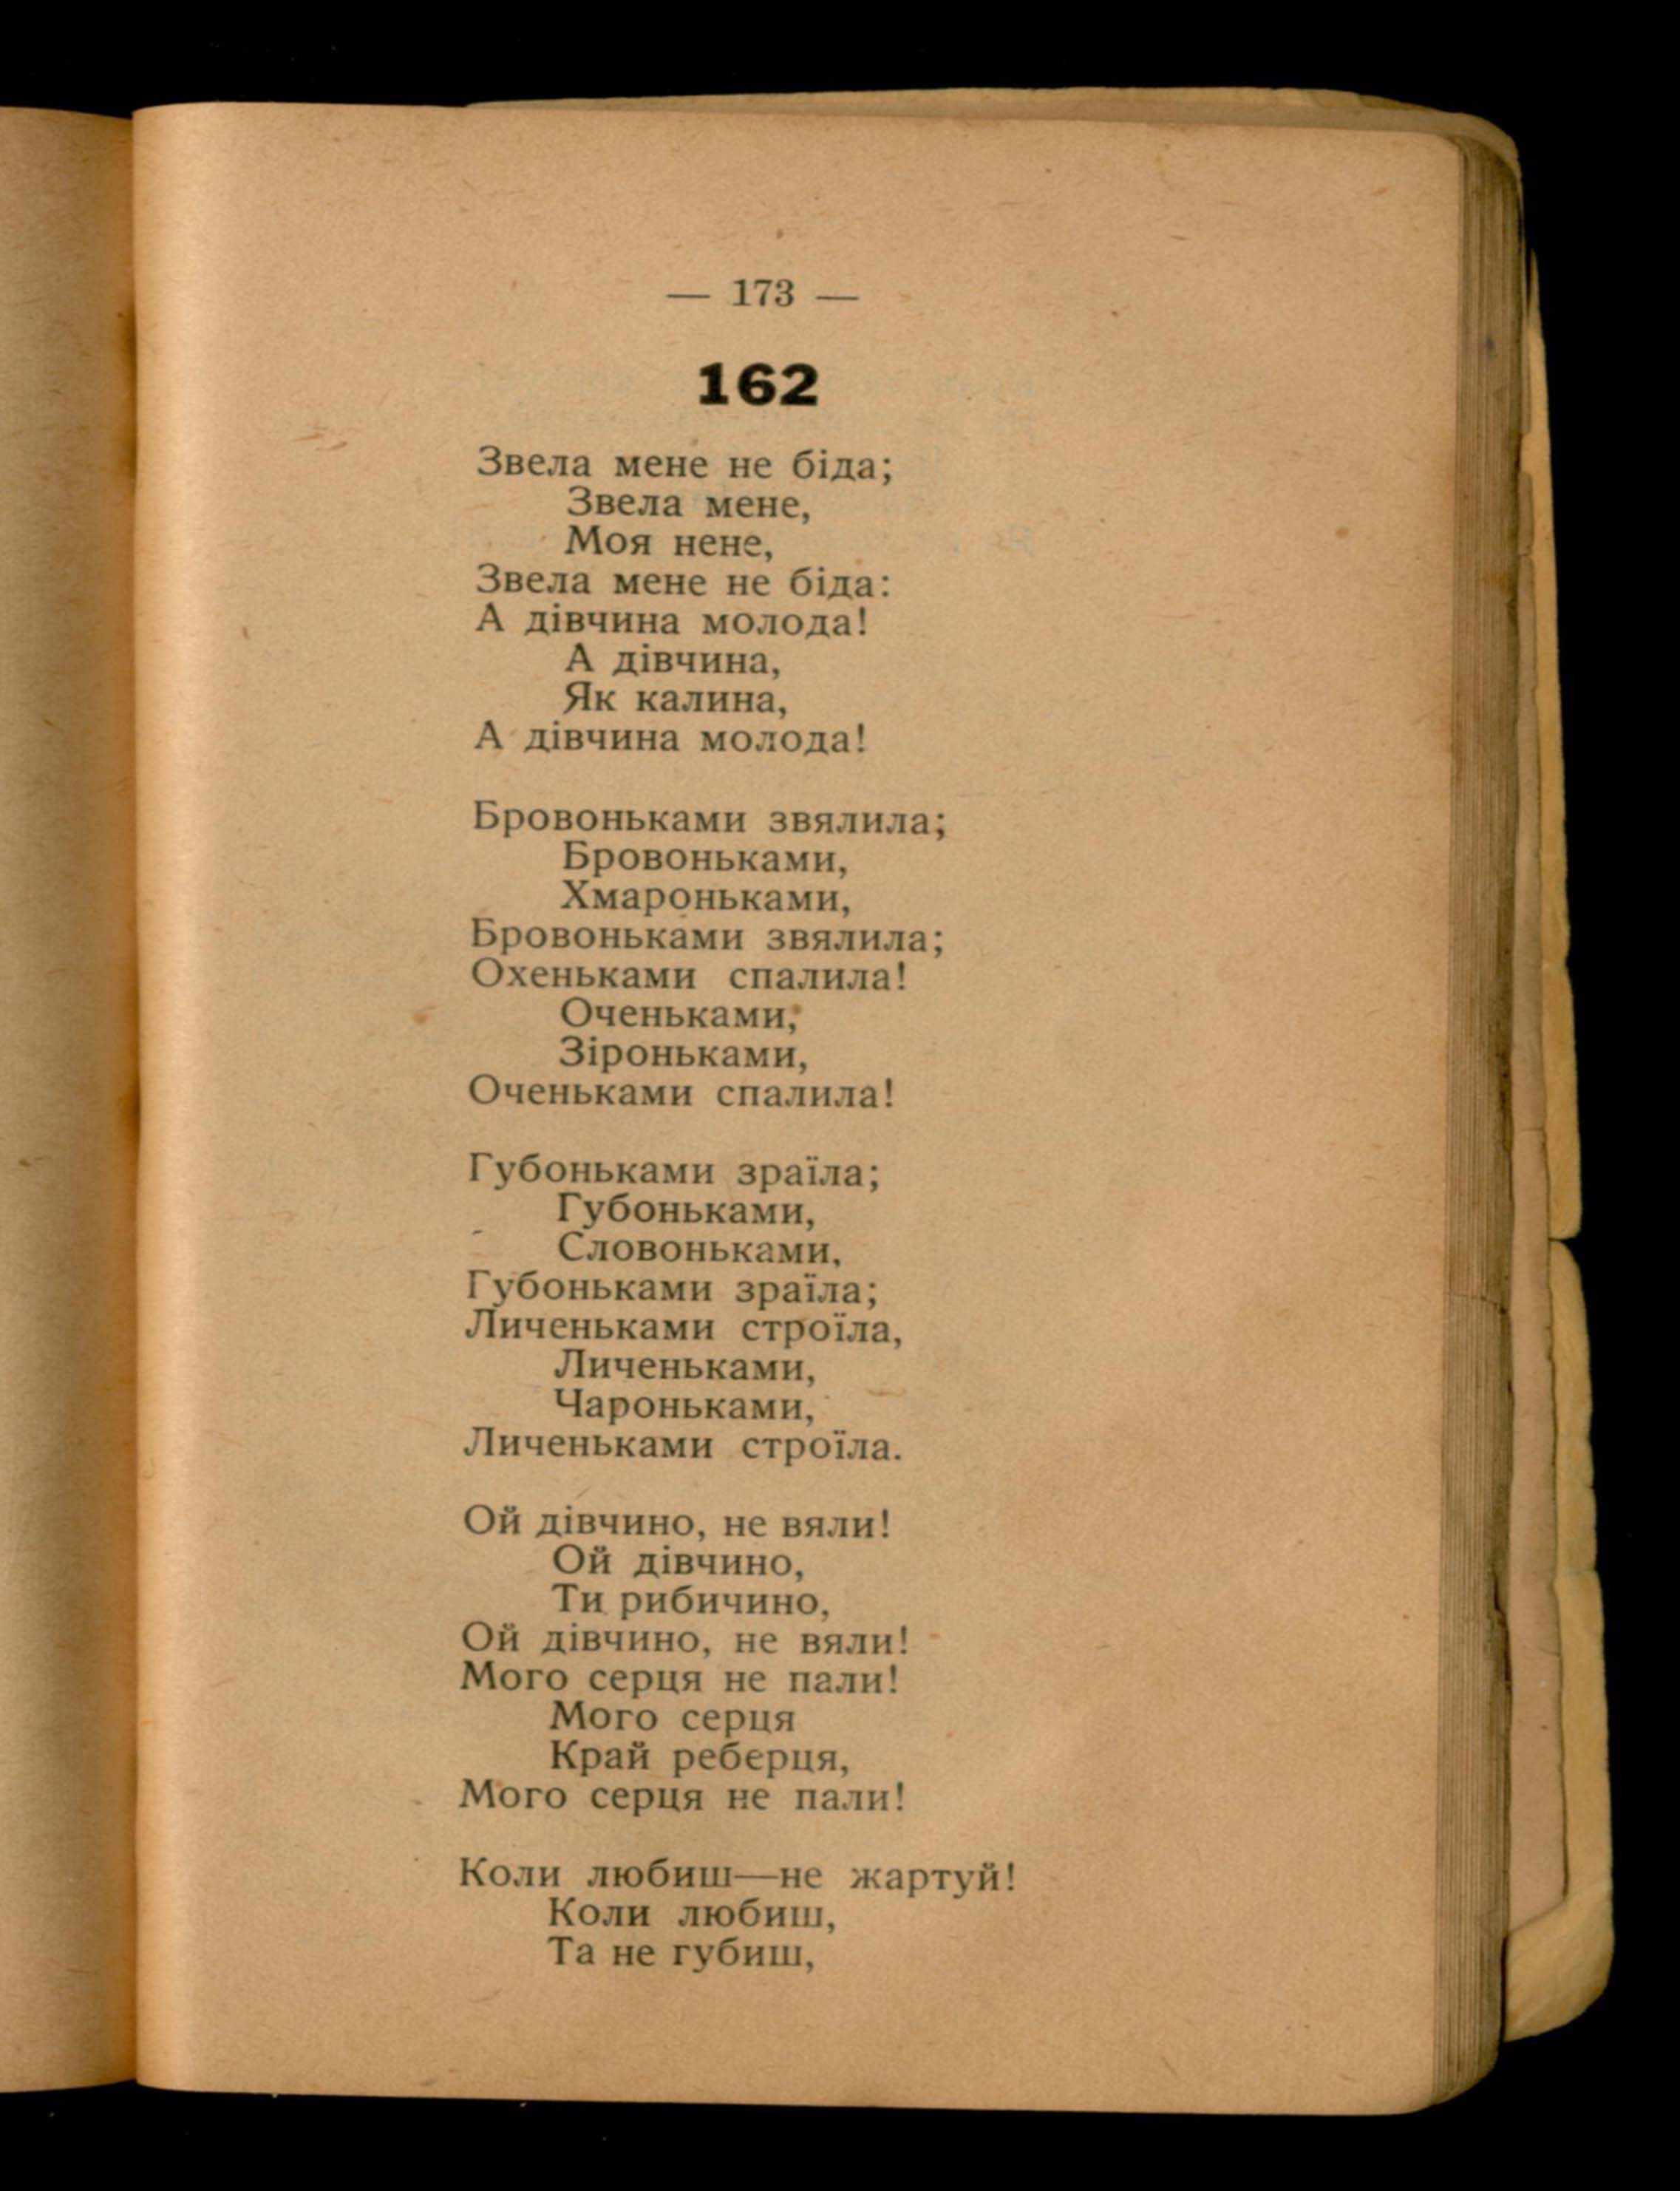 — 173 —
162
Звела мене не біда;
Звела мене,
Моя нене,
Звела мене не біда:
А дівчина молода!
А дівчина,
Як калина,
А дівчина молода!
Бровоньками звялила;
Бровоньками,
Хмароньками,
Бровоньками звялила;
Охеньками спалила!
Оченьками,
Зіроньками,
Оченьками спалила!
Губоньками зраїла;
Губоньками,
Словоньками,
Губоньками зраїла;
Личеньками строїла,
Личеньками,
Чароньками,
Личеньками строїла.
Ой дівчино, не вяли!
Ой дівчино,
Ти рибичино,
Ой дівчино, не вяли!
Мого серця не пали!
Мого серця
Край реберця,
Мого серця не пали!
Коли любиш—не жартуй!
Коли любиш,
Та не губиш,